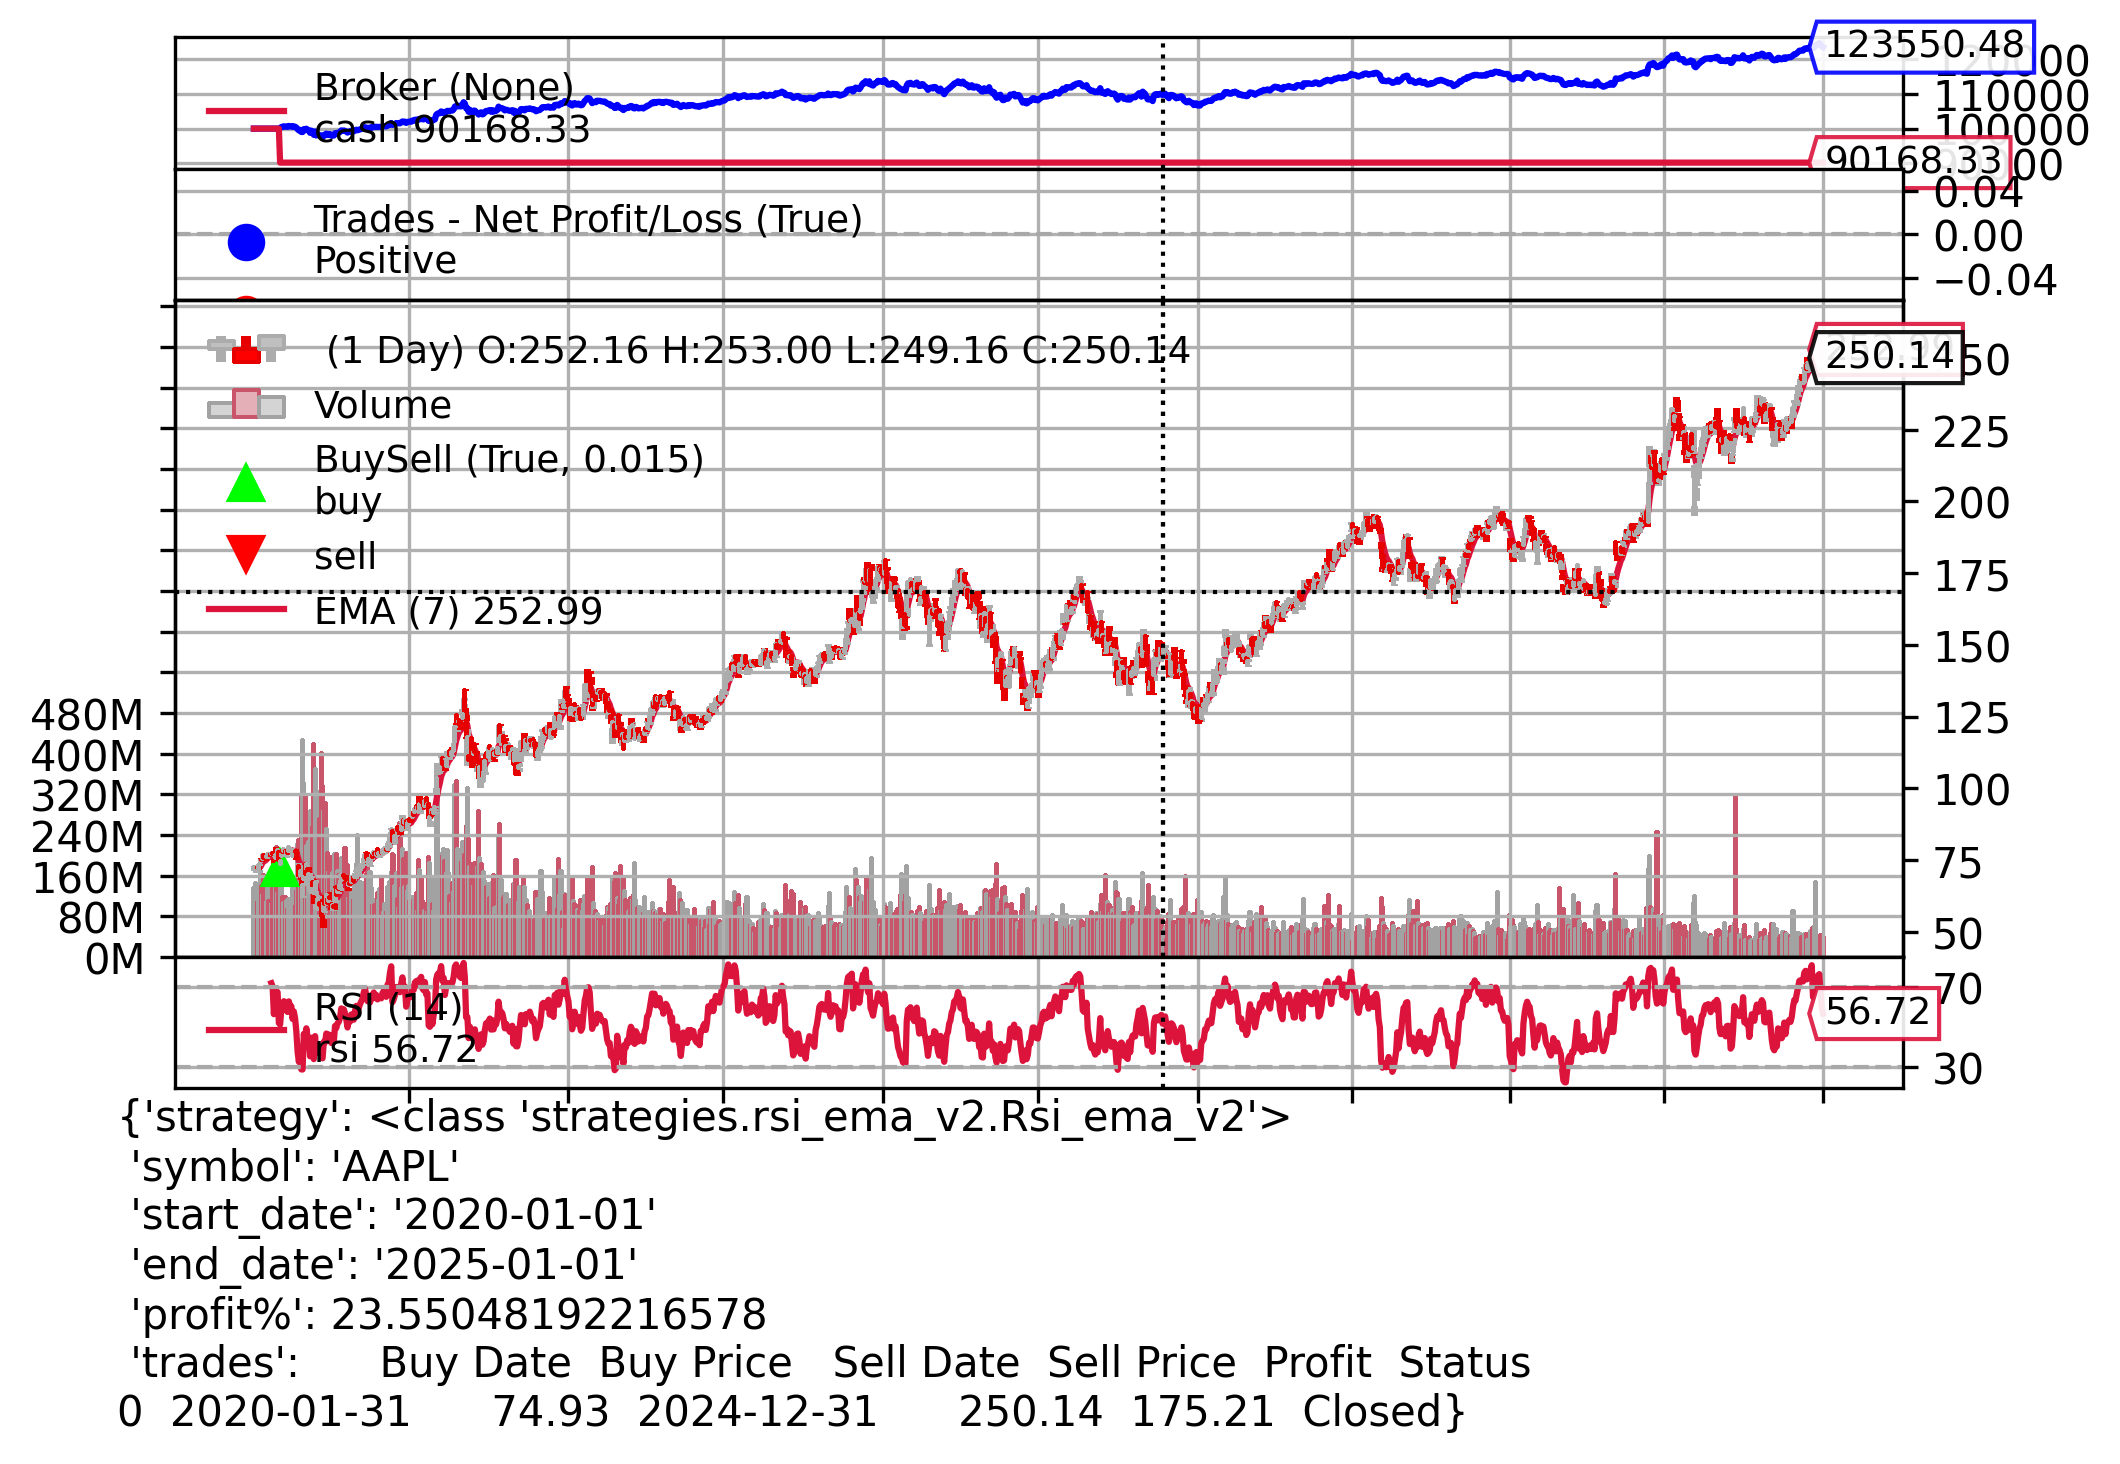 123550.48
Broker (None)
cash 90168.33
120000
110000
100000
90168.33
Trades - Net Profit/Loss (True)
Positive
0.04
0.00
−0.04
(1 Day) O:252.16 H:253.00 L:249.16 C:250.14
Volume
BuySell (True, 0.015)
buy
sell
EMA (7) 252.99
250.14
225
200
175
150
125
100
75
50
480M
400M
320M
240M
160M
80M
0M
RSI (14)
rsi 56.72
70
56.72
30
{'strategy': <class 'strategies.rsi_ema_v2.Rsi_ema_v2'>
'symbol': 'AAPL'
'start_date': '2020-01-01'
'end_date': '2025-01-01'
'profit%': 23.55048192216578
'trades': Buy Date Buy Price Sell Date Sell Price Profit Status
0 2020-01-31 74.93 2024-12-31 250.14 175.21 Closed}